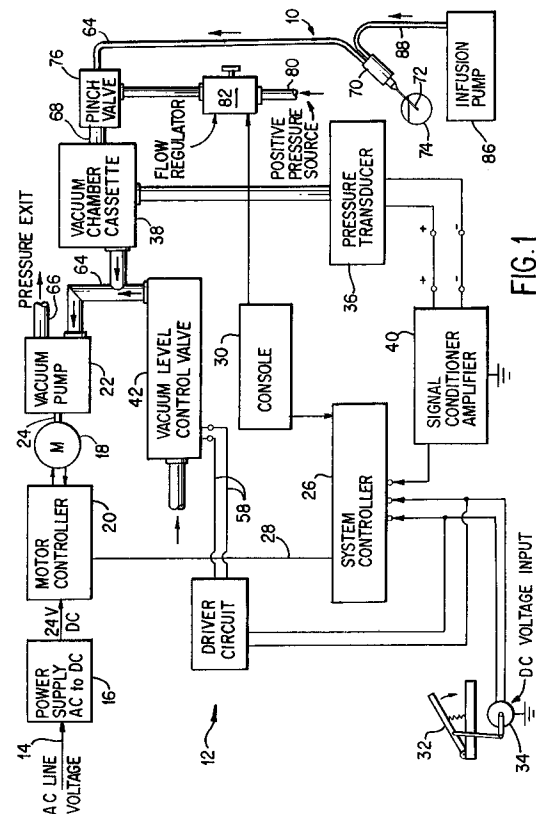 AC LINE
VOLTAGE
14
POWER
SUPPLY
AC to DC
16
24V
DC
MOTOR
CONTROLLER
20
M
18
24
VACUUM
PUMP
22
PRESSURE EXIT
66
64
VACUUM
CHAMBER
CASSETTE
38
68
PINCH
VALVE
76
64
10
VACUUM LEVEL
CONTROL VALVE
42
58
FLOW
REGULATOR
82
80
POSITIVE
PRESSURE
SOURCE
70
72
74
88
INFUSION
PUMP
86
12
DRIVER
CIRCUIT
28
30
CONSOLE
SYSTEM
CONTROLLER
26
PRESSURE
TRANSDUCER
36
+
+
-
-
SIGNAL
CONDITIONER
AMPLIFIER
40
32
34
DC VOLTAGE INPUT
FIG. 1